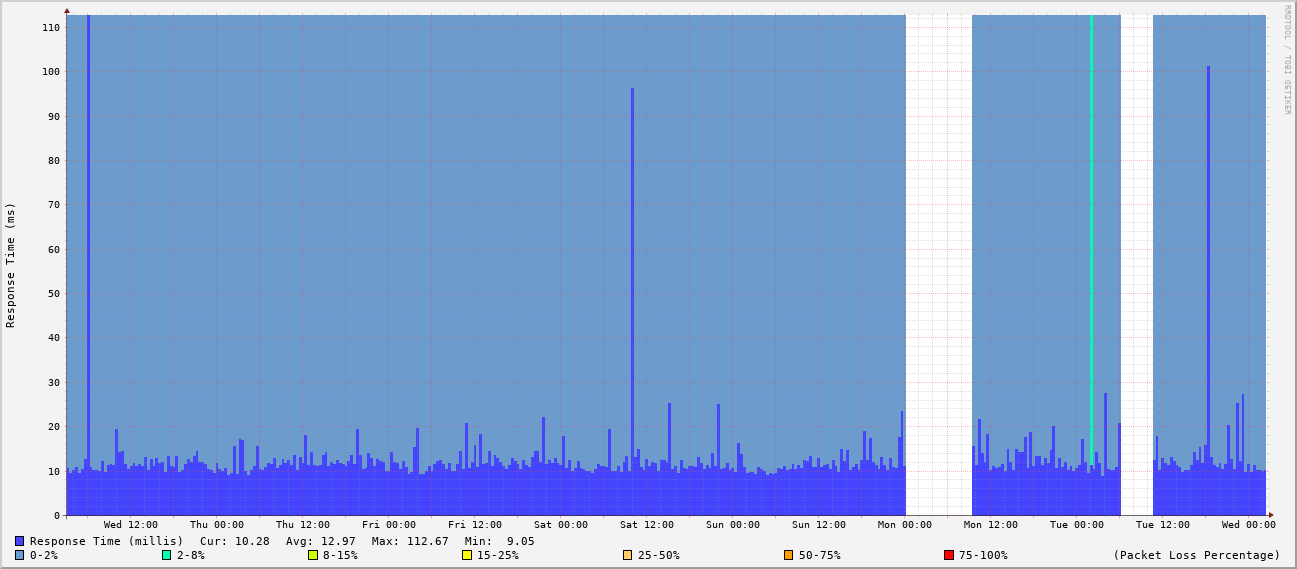 RRDTOOL / TOBI OETIKER
Response Time (ms)
110
100
90
80
70
60
50
40
30
20
10
0
Wed 12:00 Thu 00:00 Thu 12:00 Fri 00:00 Fri 12:00 Sat 00:00 Sat 12:00 Sun 00:00 Sun 12:00 Mon 00:00 Mon 12:00 Tue 00:00 Tue 12:00 Wed 00:00
Response Time (millis) Cur: 10.28 Avg: 12.97 Max: 112.67 Min: 9.05
0-2% 2-8% 8-15% 15-25% 25-50% 50-75% 75-100% (Packet Loss Percentage)